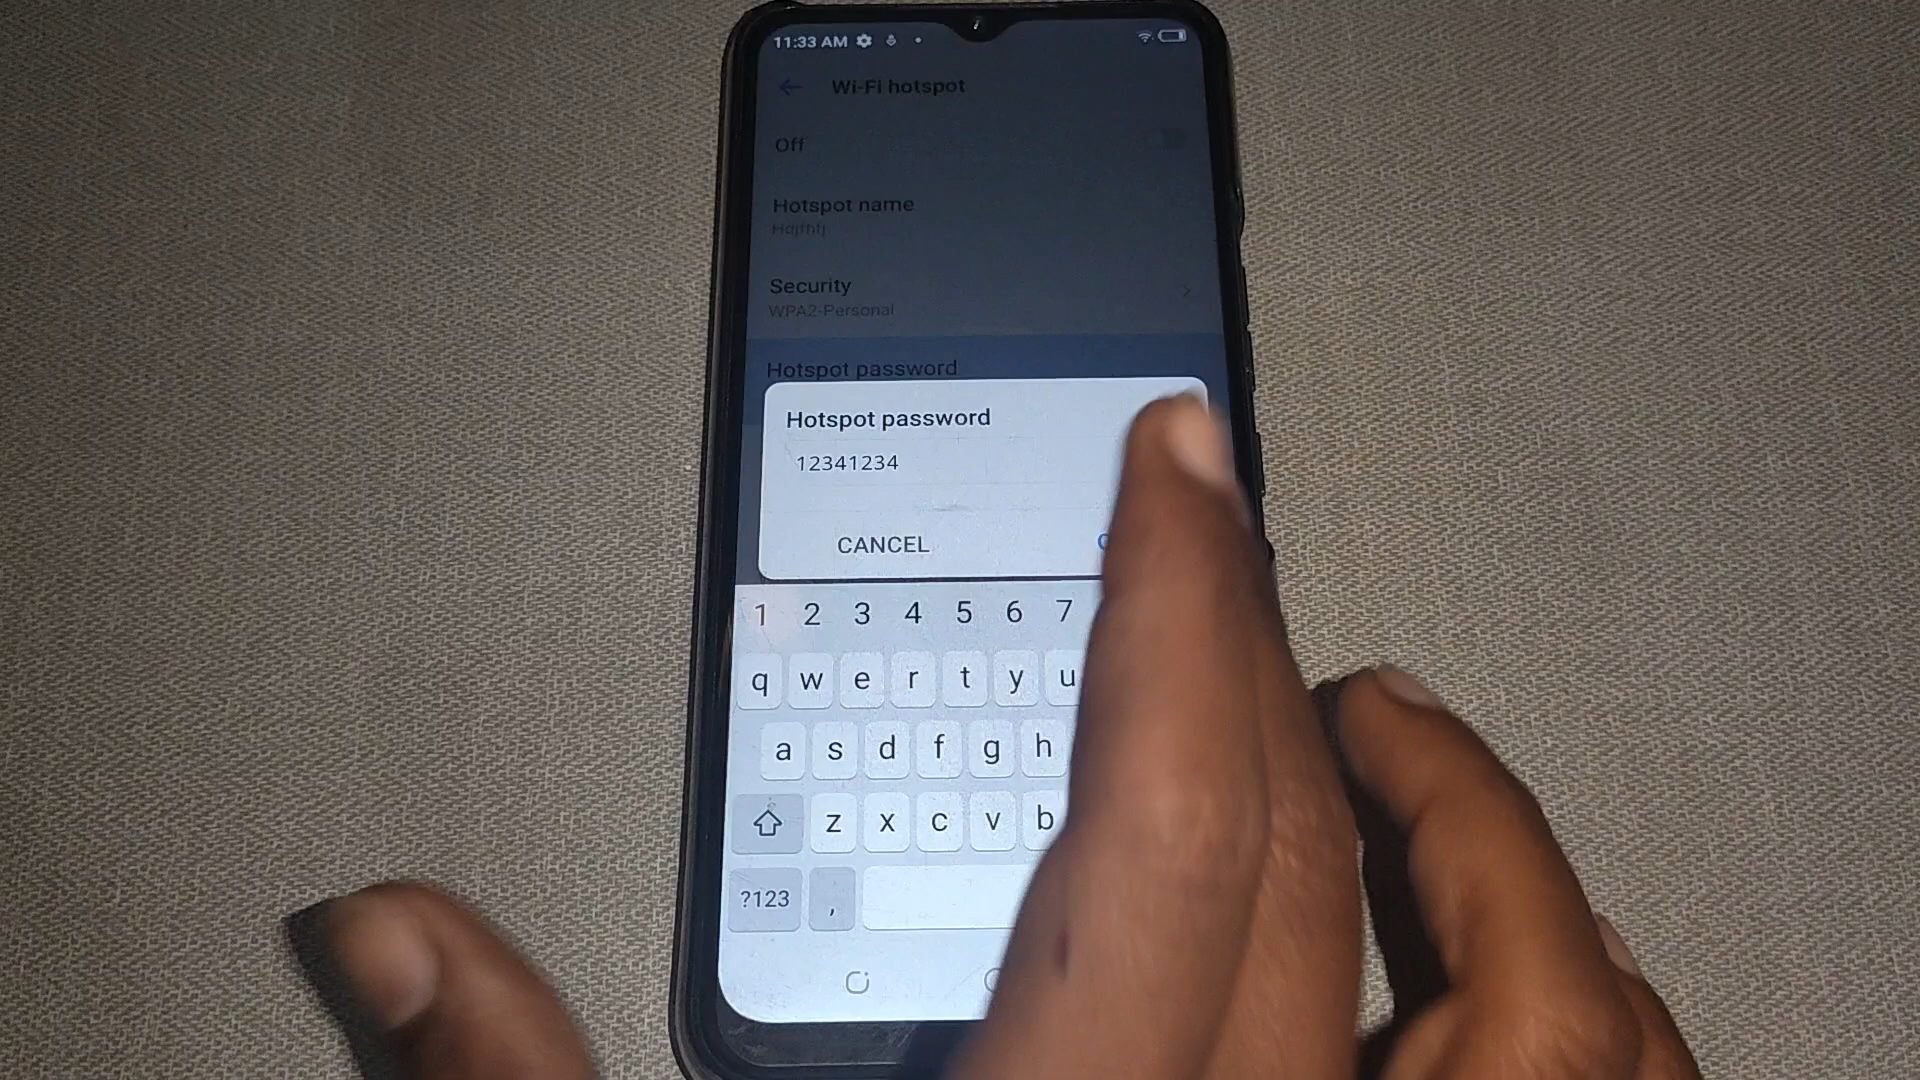 11:33 AM
Wi-Fi hotspot
Off
Hotspot name
Security
WPA2-Personal
Hotspot password
Hotspot password
12341234
CANCEL
1 2 3 4 5 6 7
q w e r t y u
a s d f g h
z x c v b
?123 ,